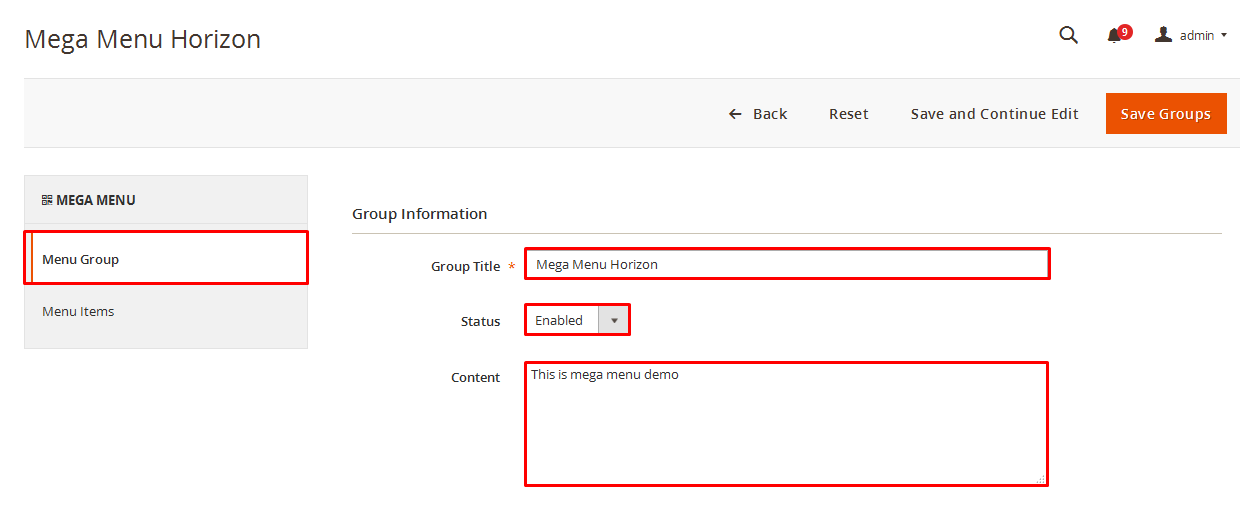 Mega Menu Horizon
9
admin
Back
Reset
Save and Continue Edit
Save Groups
MEGA MENU
Menu Group
Menu Items
Group Information
Group Title *
Mega Menu Horizon
Status
Enabled
Content
This is mega menu demo